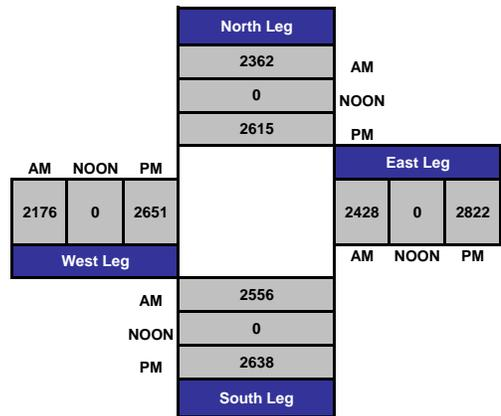 North Leg
2362 AM
0 NOON
2615 PM
AM NOON PM
East Leg
2176 0 2651
2428 0 2822
West Leg
AM NOON PM
AM 2556
NOON 0
PM 2638
South Leg